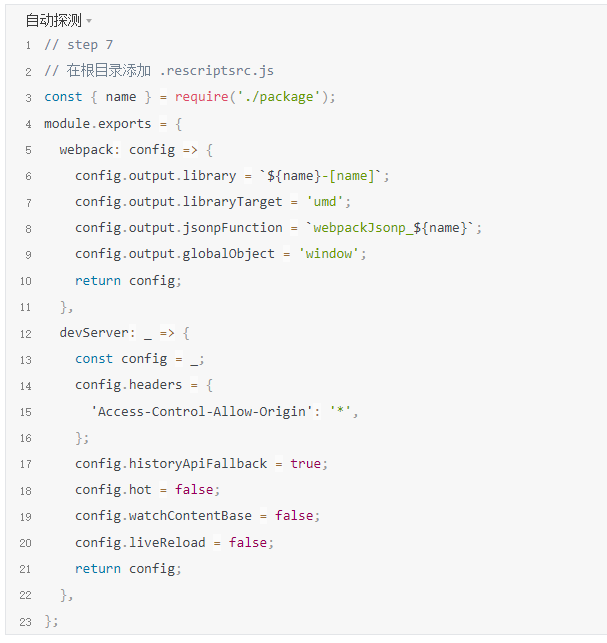 自动探测
1 // step 7
2 // 在根目录添加 .rescriptsrc.js
3 const { name } = require('./package');
4 module.exports = {
5   webpack: config => {
6     config.output.library = `${name}-[name]`;
7     config.output.libraryTarget = 'umd';
8     config.output.jsonpFunction = `webpackJsonp_${name}`;
9     config.output.globalObject = 'window';
10     return config;
11   },
12   devServer: _ => {
13     const config = _;
14     config.headers = {
15       'Access-Control-Allow-Origin': '*',
16     };
17     config.historyApiFallback = true;
18     config.hot = false;
19     config.watchContentBase = false;
20     config.liveReload = false;
21     return config;
22   },
23 };